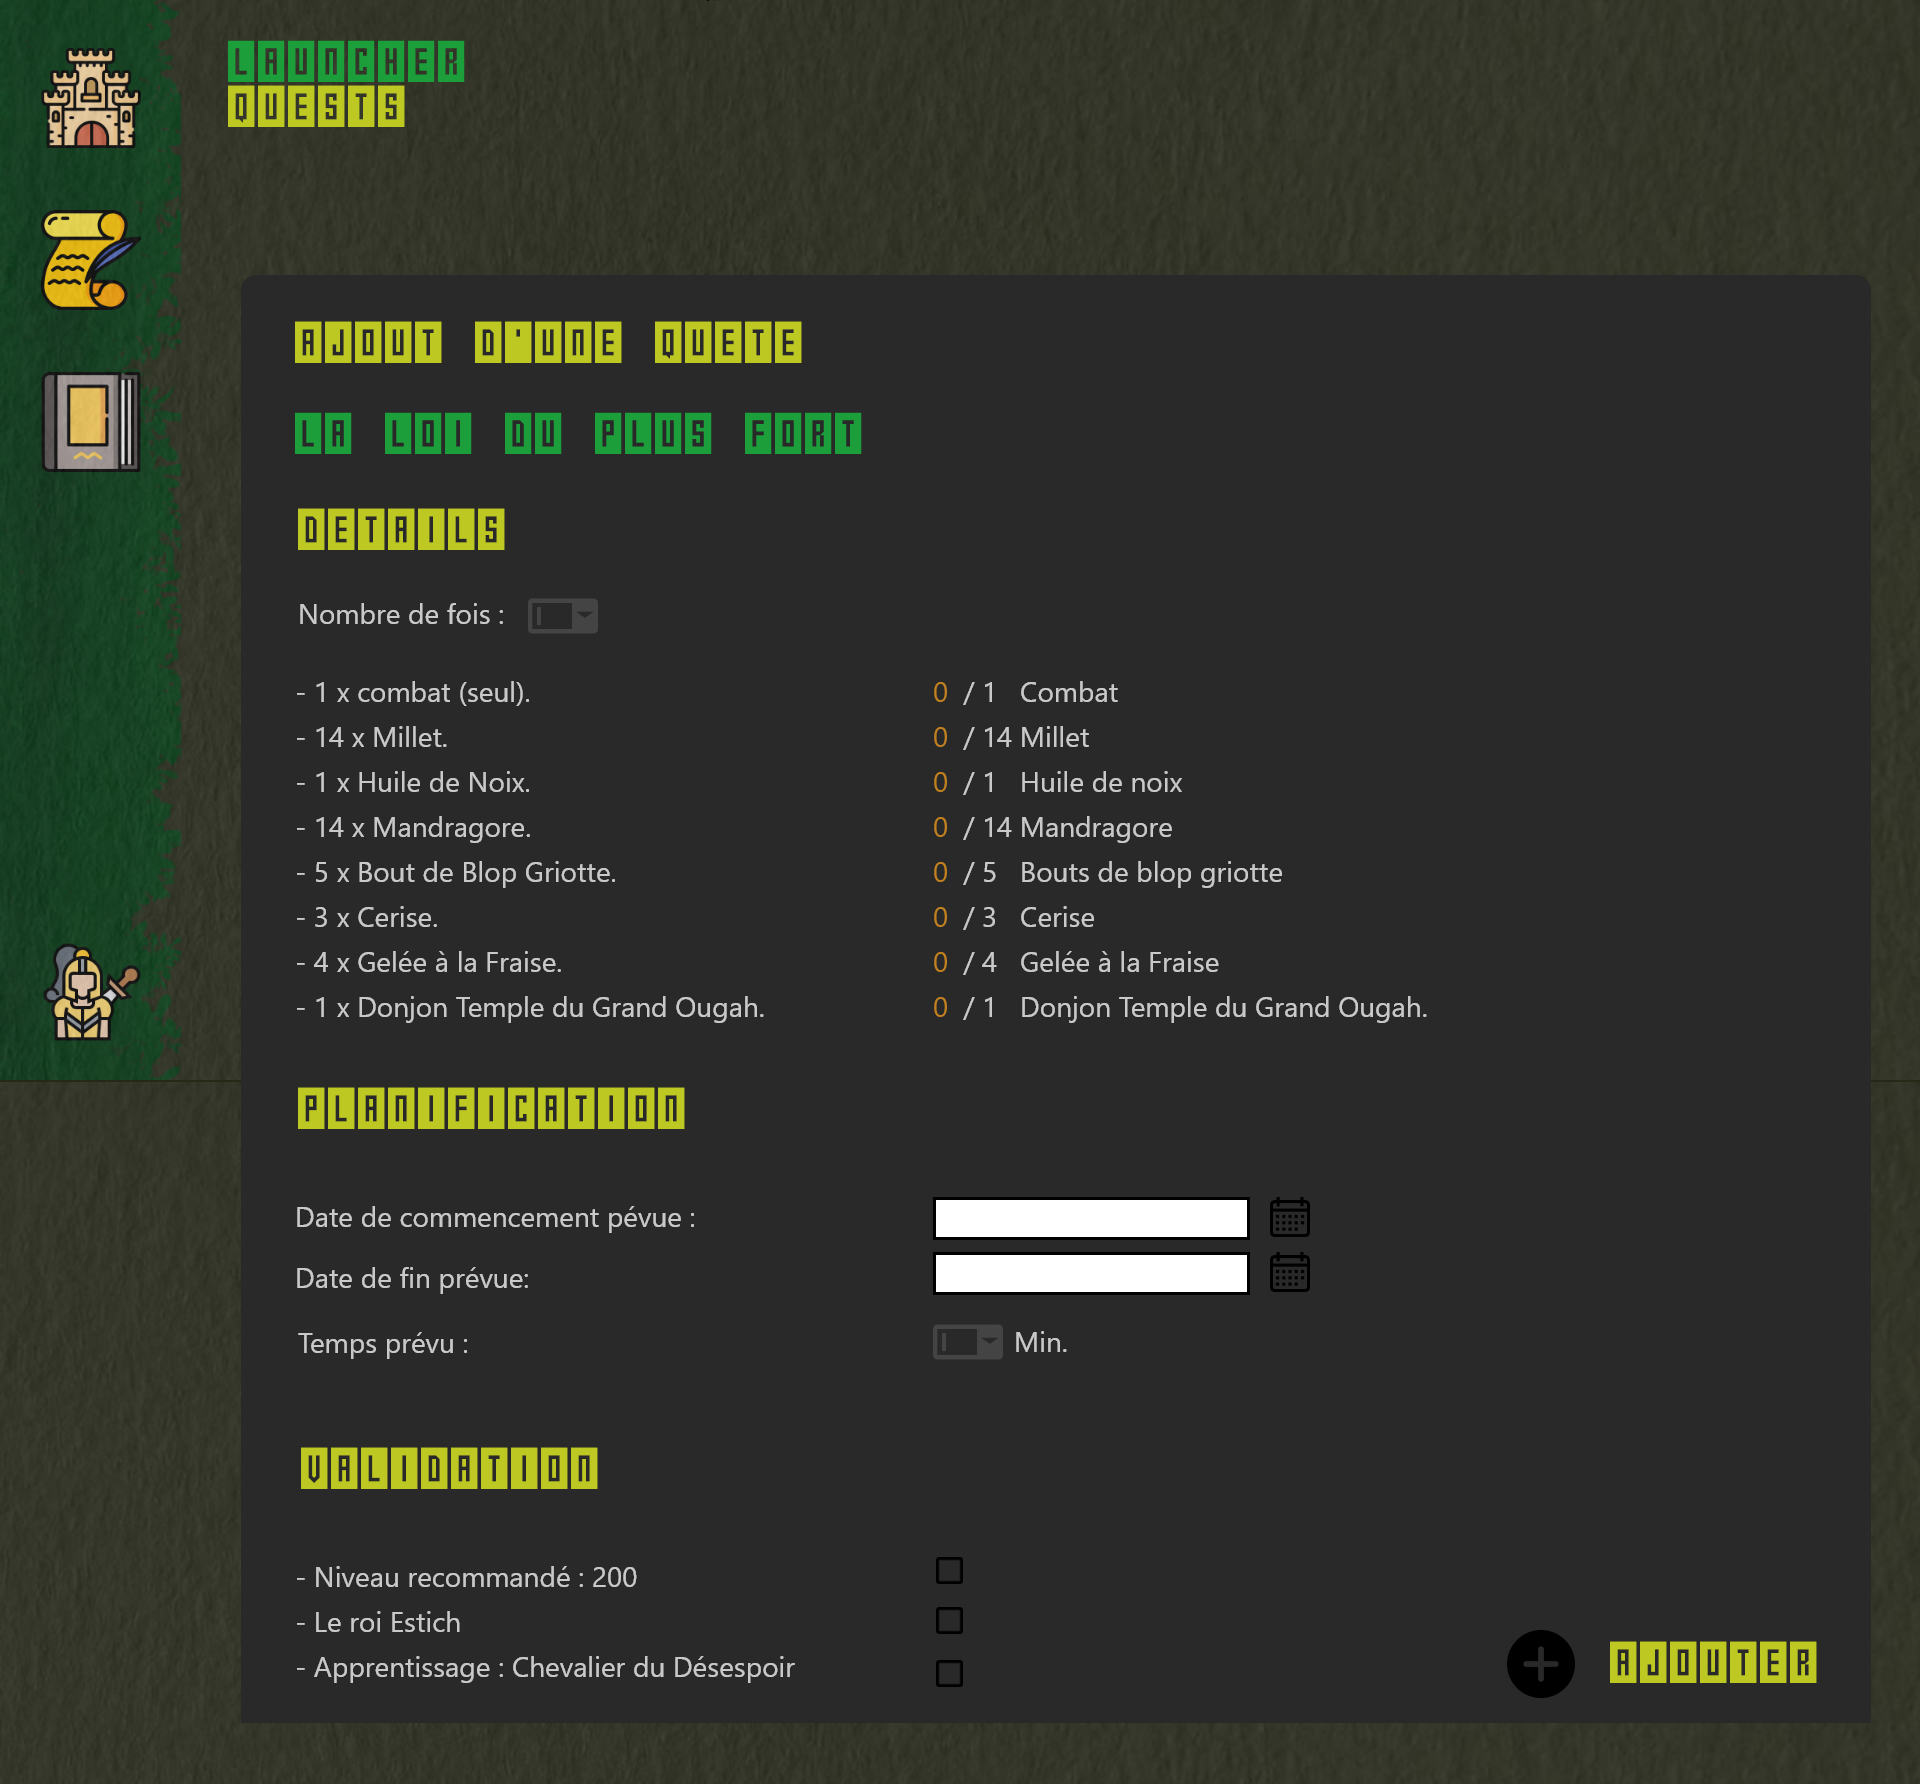 LAUNCHER
QUESTS
AJOUT D'UNE QUETE
LA LOI DU PLUS FORT
DETAILS
Nombre de fois :
- 1 x combat (seul). 0 / 1 Combat
- 14 x Millet. 0 / 14 Millet
- 1 x Huile de Noix. 0 / 1 Huile de noix
- 14 x Mandragore. 0 / 14 Mandragore
- 5 x Bout de Blop Griotte. 0 / 5 Bouts de blop griotte
- 3 x Cerise. 0 / 3 Cerise
- 4 x Gelée à la Fraise. 0 / 4 Gelée à la Fraise
- 1 x Donjon Temple du Grand Ougah. 0 / 1 Donjon Temple du Grand Ougah.
PLANIFICATION
Date de commencement pévue :
Date de fin prévue:
Temps prévu : Min.
VALIDATION
- Niveau recommandé : 200
- Le roi Estich
- Apprentissage : Chevalier du Désespoir
AJOUTER